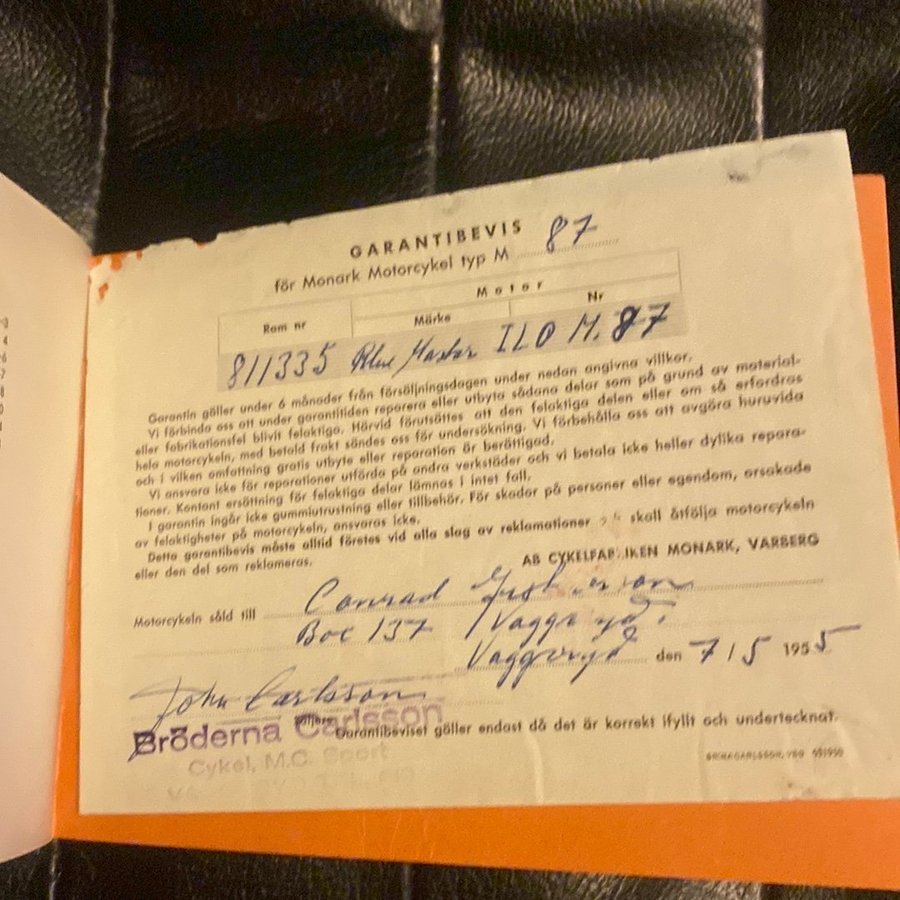 GARANTIBEVIS
för Monark Motorcykel typ M 87
Motor
Ram nr Märke Nr
811335 Blue Master ILO M. 87
Garantin gäller under 6 månader från försäljningsdagen under nedan angivna villkor.
Vi förbinda oss att under garantitiden reparera eller utbyta sådana delar som på grund av material-
eller fabrikationsfel blivit felaktiga. Härvid förutsättes att den felaktiga delen eller om så erfordras
hela motorcykeln, med betald frakt sändes oss för undersökning. Vi förbehålla oss att avgöra huruvida
och i vilken omfattning gratis utbyte eller reparation är berättigad.
Vi ansvara icke för reparationer utförda på andra verkstäder och vi betala icke heller dylika repara-
tioner. Kontant ersättning för felaktiga delar lämnas i intet fall.
I garantin ingår icke gummiutrustning eller tillbehör. För skador på personer eller egendom, orsakade
av felaktigheter på motorcykeln, ansvaras icke.
Detta garantibevis måste alltid företes vid alla slag av reklamationer skall åtfölja motorcykeln
eller den del som reklameras.
AB CYKELFABRIKEN MONARK, VARBERG
Motorcykeln såld till Conrad
Box 137 Vaggeryd
Vaggeryd den 7/5 1955
John Carlsson
Bröderna Carlsson
Garantibeviset gäller endast då det är korrekt ifyllt och undertecknat.
Cykel, M.C. Sport